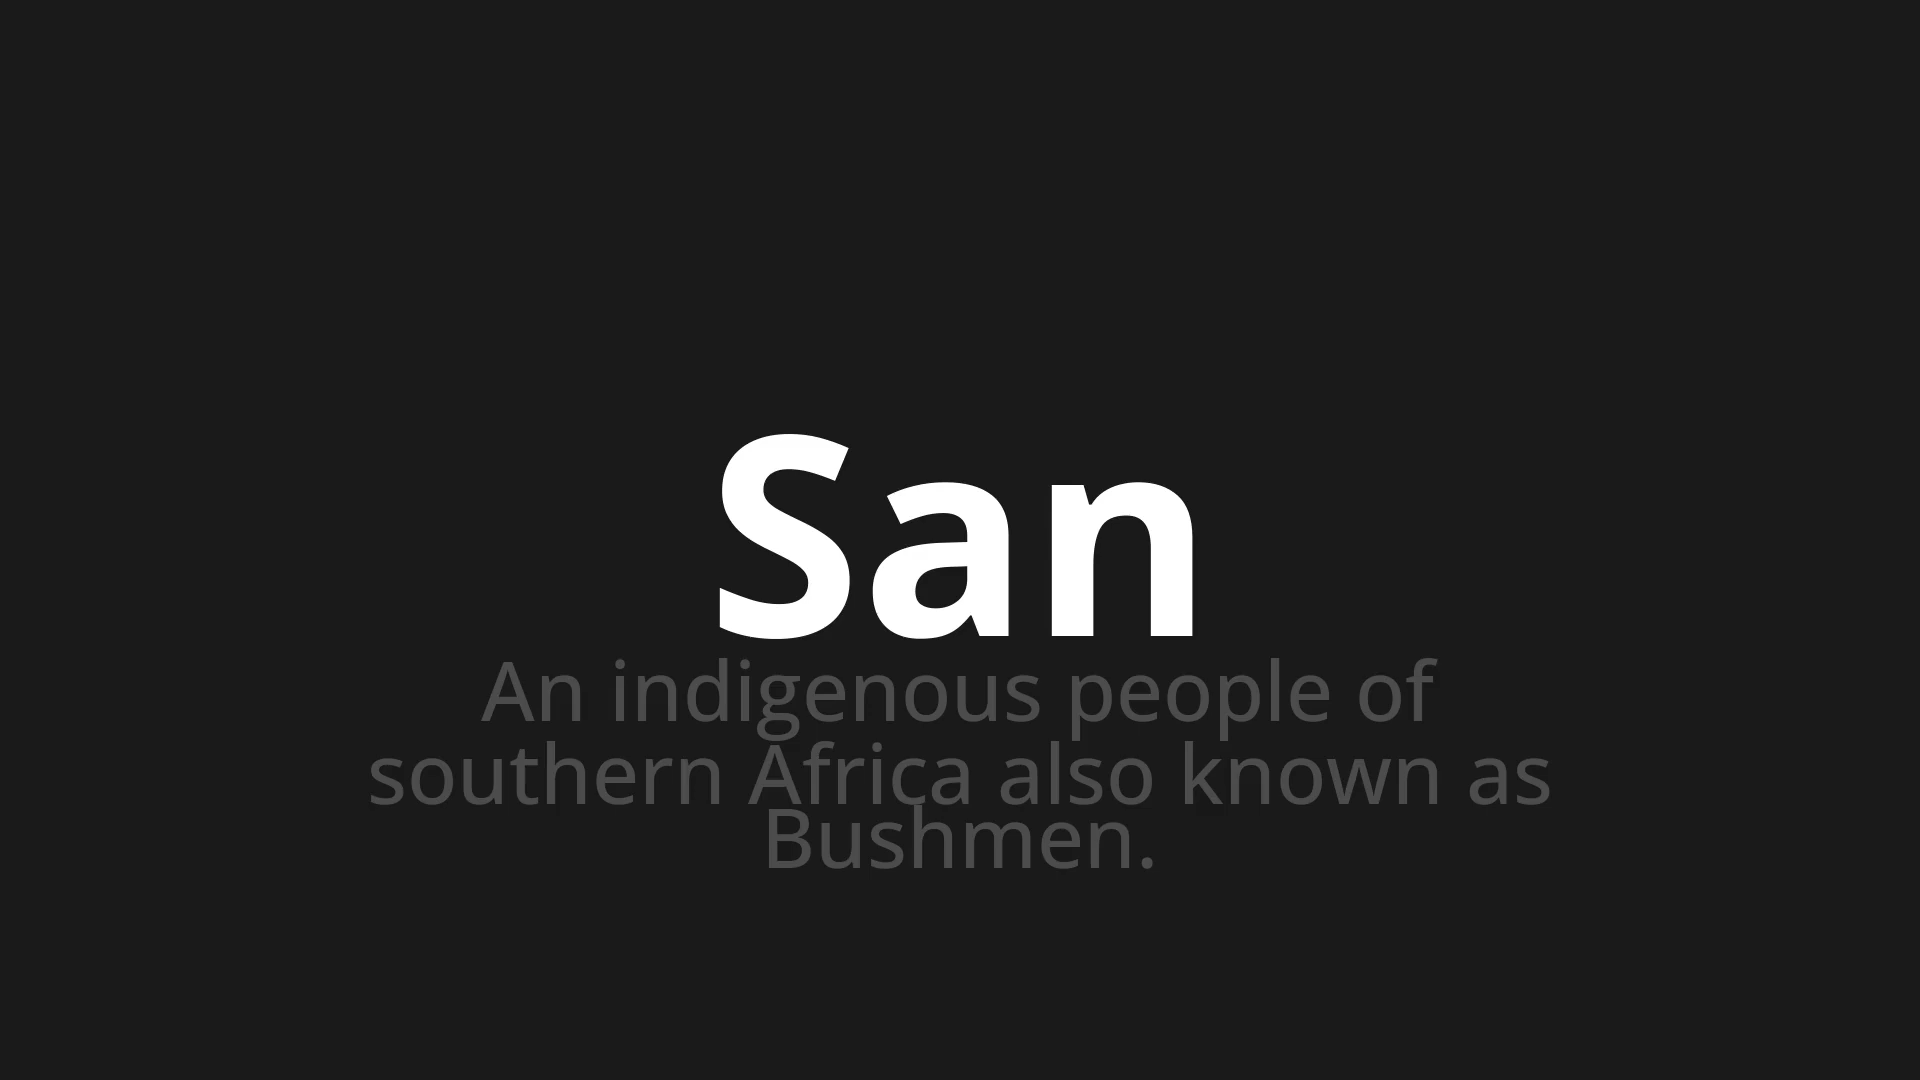 San
An indigenous people of
southern Africa also known as
Bushmen.